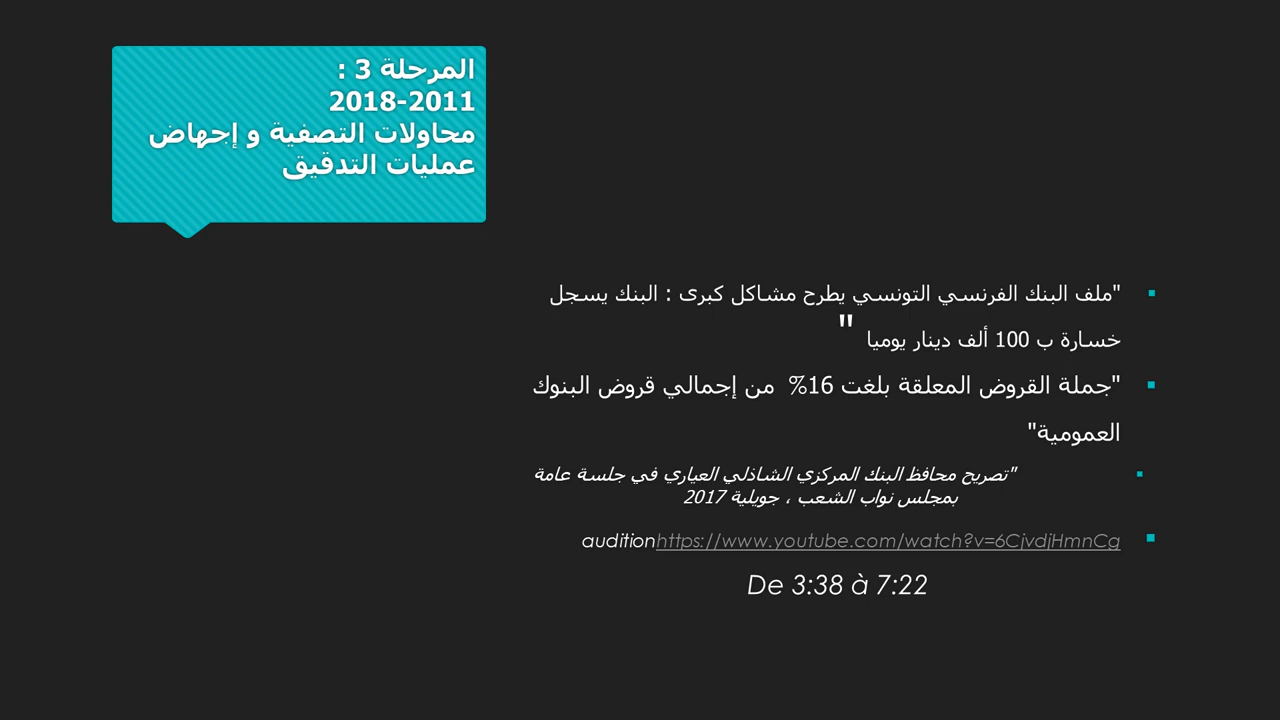 المرحلة 3 :
2011-2018
محاولات التصفية و إجهاض
عمليات التدقيق
"ملف البنك الفرنسي التونسي يطرح مشاكل كبرى : البنك يسجل
خسارة ب 100 ألف دينار يوميا "
"جملة القروض المعلقة بلغت 16% من إجمالي قروض البنوك
العمومية"
"تصريح محافظ البنك المركزي الشاذلي العياري في جلسة عامة
بمجلس نواب الشعب ، جويلية 2017
auditionhttps://www.youtube.com/watch?v=6CjvdjHmnCg
De 3:38 à 7:22